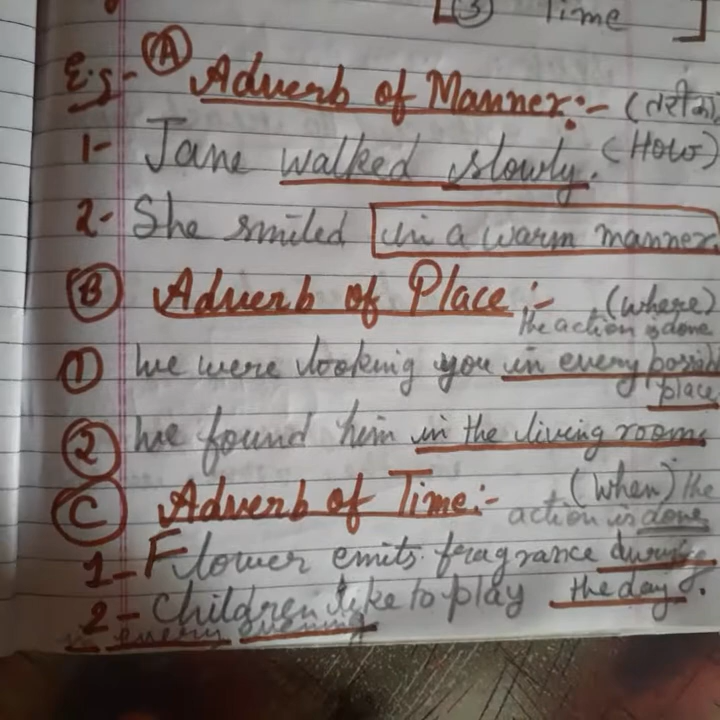 [③ Time ]
E.g- Ⓐ Adverb of Manner:- (तरीका)
1- Jane walked slowly. (How)
2- She smiled in a warm manner.
Ⓑ Adverb of Place:- (where)
the action is done
① We were looking you in every possible
place
② We found him in the living room.
Ⓒ Adverb of Time:- (When) the
action is done
1- Flower emits fragrance during
the day.
2- Children like to play
in every evening